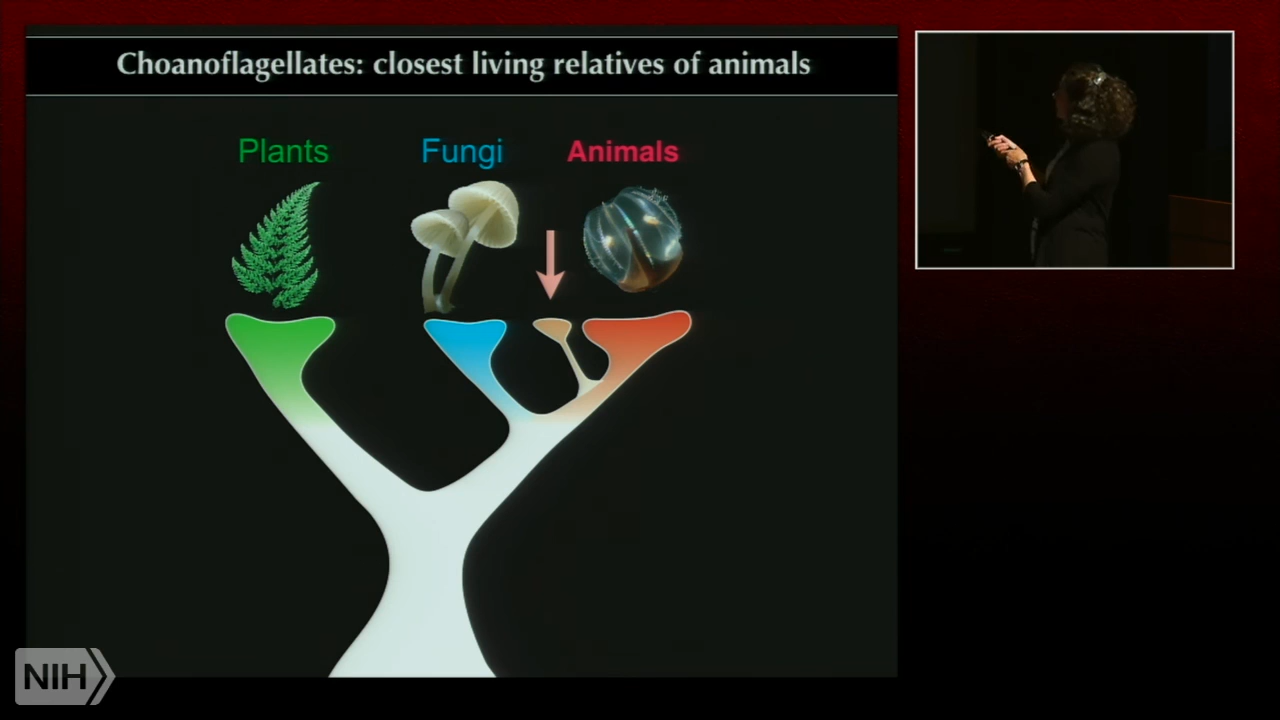 Choanoflagellates: closest living relatives of animals
Plants
Fungi
Animals
NIH